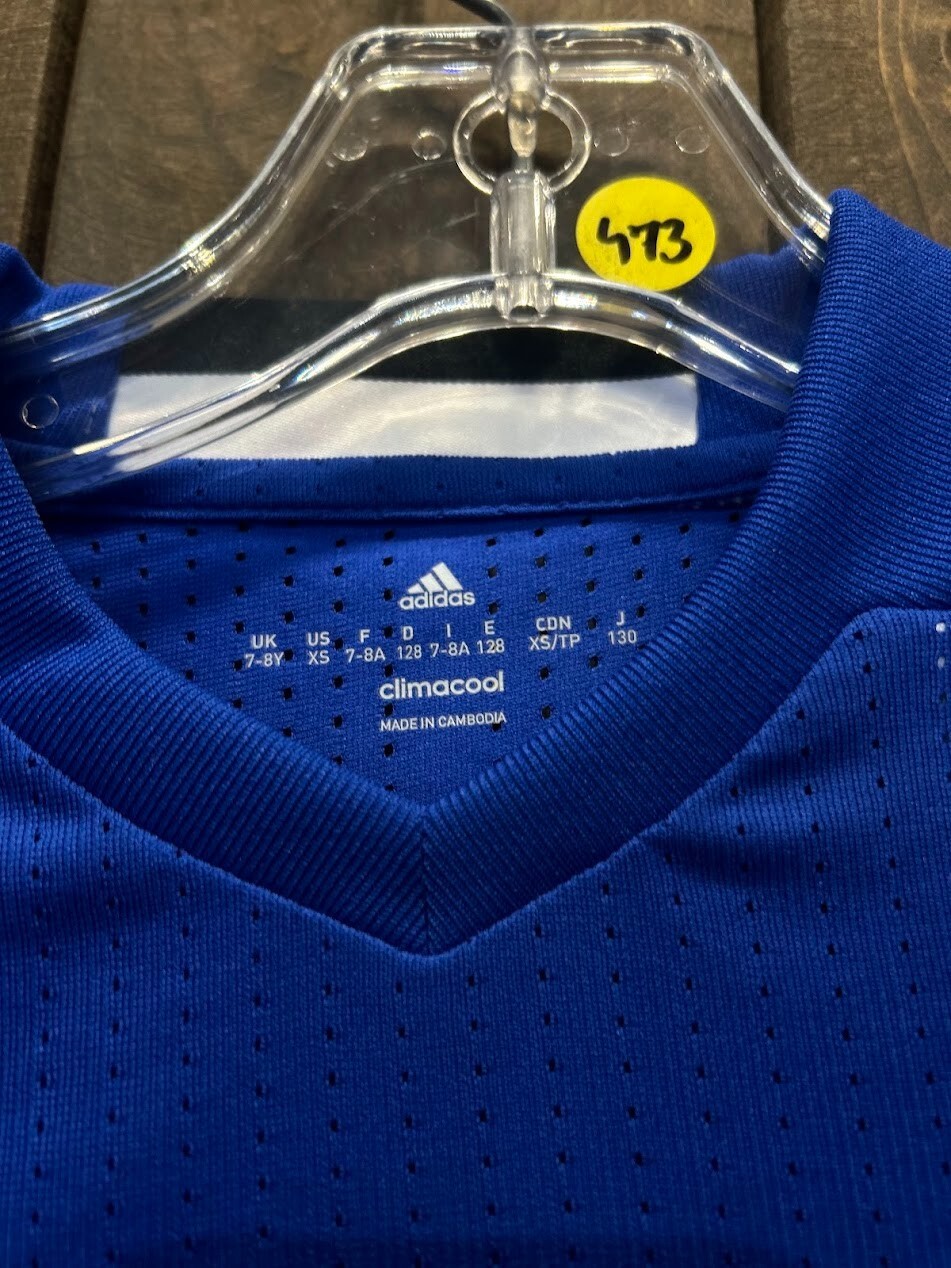 473
adidas
UK US F D I E CDN J
7-8Y XS 7-8A 128 7-8A 128 XS/TP 130
climacool
MADE IN CAMBODIA